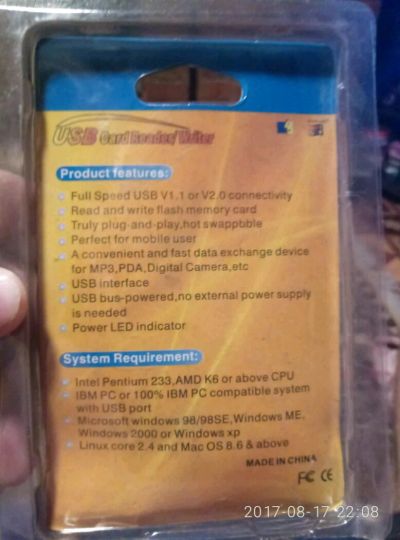 USB Card Reader/Writer
Product features:
Full Speed USB V1.1 or V2.0 connectivity
Read and write flash memory card
Truly plug-and-play,hot swappbble
Perfect for mobile user
A convenient and fast data exchange device
for MP3,PDA,Digital Camera,etc
USB interface
USB bus-powered,no external power supply
is needed
Power LED indicator
System Requirement:
Intel Pentium 233,AMD K6 or above CPU
IBM PC or 100% IBM PC compatible system
with USB port
Microsoft windows 98/98SE,Windows ME,
Windows 2000 or Windows xp
Linux core 2.4 and Mac OS 8.6 & above
MADE IN CHINA
FC CE
2017-08-17 22:08